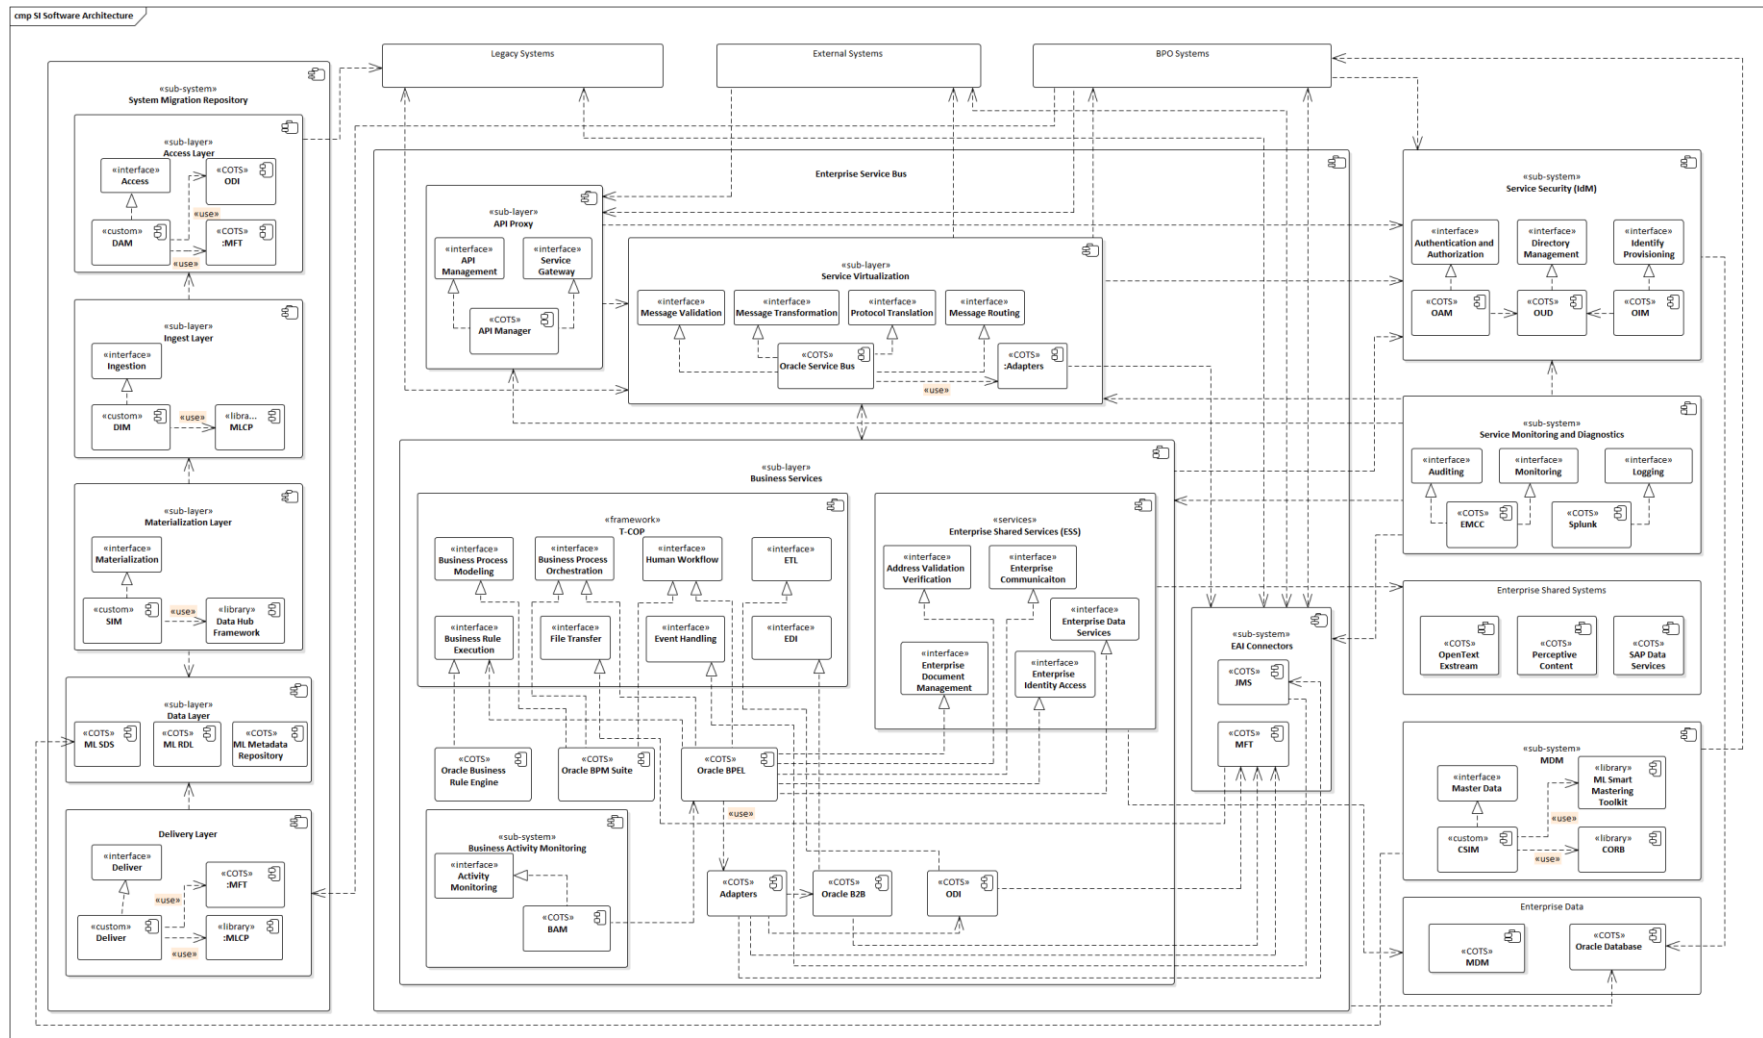 cmp SI Software Architecture
Legacy Systems
External Systems
BPO Systems
«sub-system»
System Migration Repository
«sub-layer»
Access Layer
«interface»
Access
«COTS»
ODI
«use»
«custom»
DAM
«COTS»
:MFT
«use»
«sub-layer»
Ingest Layer
«interface»
Ingestion
«custom»
DIM
«use»
«libra...
MLCP
«sub-layer»
Materialization Layer
«interface»
Materialization
«custom»
SIM
«use»
«library»
Data Hub
Framework
«sub-layer»
Data Layer
«COTS»
ML SDS
«COTS»
ML RDL
«COTS»
ML Metadata
Repository
Delivery Layer
«interface»
Deliver
«COTS»
:MFT
«use»
«custom»
Deliver
«library»
:MLCP
«use»
Enterprise Service Bus
«sub-layer»
API Proxy
«interface»
API
Management
«interface»
Service
Gateway
«COTS»
API Manager
«sub-layer»
Service Virtualization
«interface»
Message Validation
«interface»
Message Transformation
«interface»
Protocol Translation
«interface»
Message Routing
«COTS»
Oracle Service Bus
«COTS»
:Adapters
«use»
«sub-layer»
Business Services
«framework»
T-COP
«interface»
Business Process
Modeling
«interface»
Business Process
Orchestration
«interface»
Human Workflow
«interface»
ETL
«interface»
Business Rule
Execution
«interface»
File Transfer
«interface»
Event Handling
«interface»
EDI
«services»
Enterprise Shared Services (ESS)
«interface»
Address Validation
Verification
«interface»
Enterprise
Communicaiton
«interface»
Enterprise Data
Services
«interface»
Enterprise
Document
Management
«interface»
Enterprise
Identity Access
«COTS»
Oracle Business
Rule Engine
«COTS»
Oracle BPM Suite
«COTS»
Oracle BPEL
«use»
«sub-system»
Business Activity Monitoring
«interface»
Activity
Monitoring
«COTS»
BAM
«COTS»
Adapters
«COTS»
Oracle B2B
«COTS»
ODI
«sub-system»
EAI Connectors
«COTS»
JMS
«COTS»
MFT
«sub-system»
Service Security (IdM)
«interface»
Authentication and
Authorization
«interface»
Directory
Management
«interface»
Identify
Provisioning
«COTS»
OAM
«COTS»
OUD
«COTS»
OIM
«sub-system»
Service Monitoring and Diagnostics
«interface»
Auditing
«interface»
Monitoring
«interface»
Logging
«COTS»
EMCC
«COTS»
Splunk
Enterprise Shared Systems
«COTS»
OpenText
Exstream
«COTS»
Perceptive
Content
«COTS»
SAP Data
Services
«sub-system»
MDM
«interface»
Master Data
«library»
ML Smart
Mastering
Toolkit
«use»
«custom»
CSIM
«use»
«library»
CORB
Enterprise Data
«COTS»
MDM
«COTS»
Oracle Database